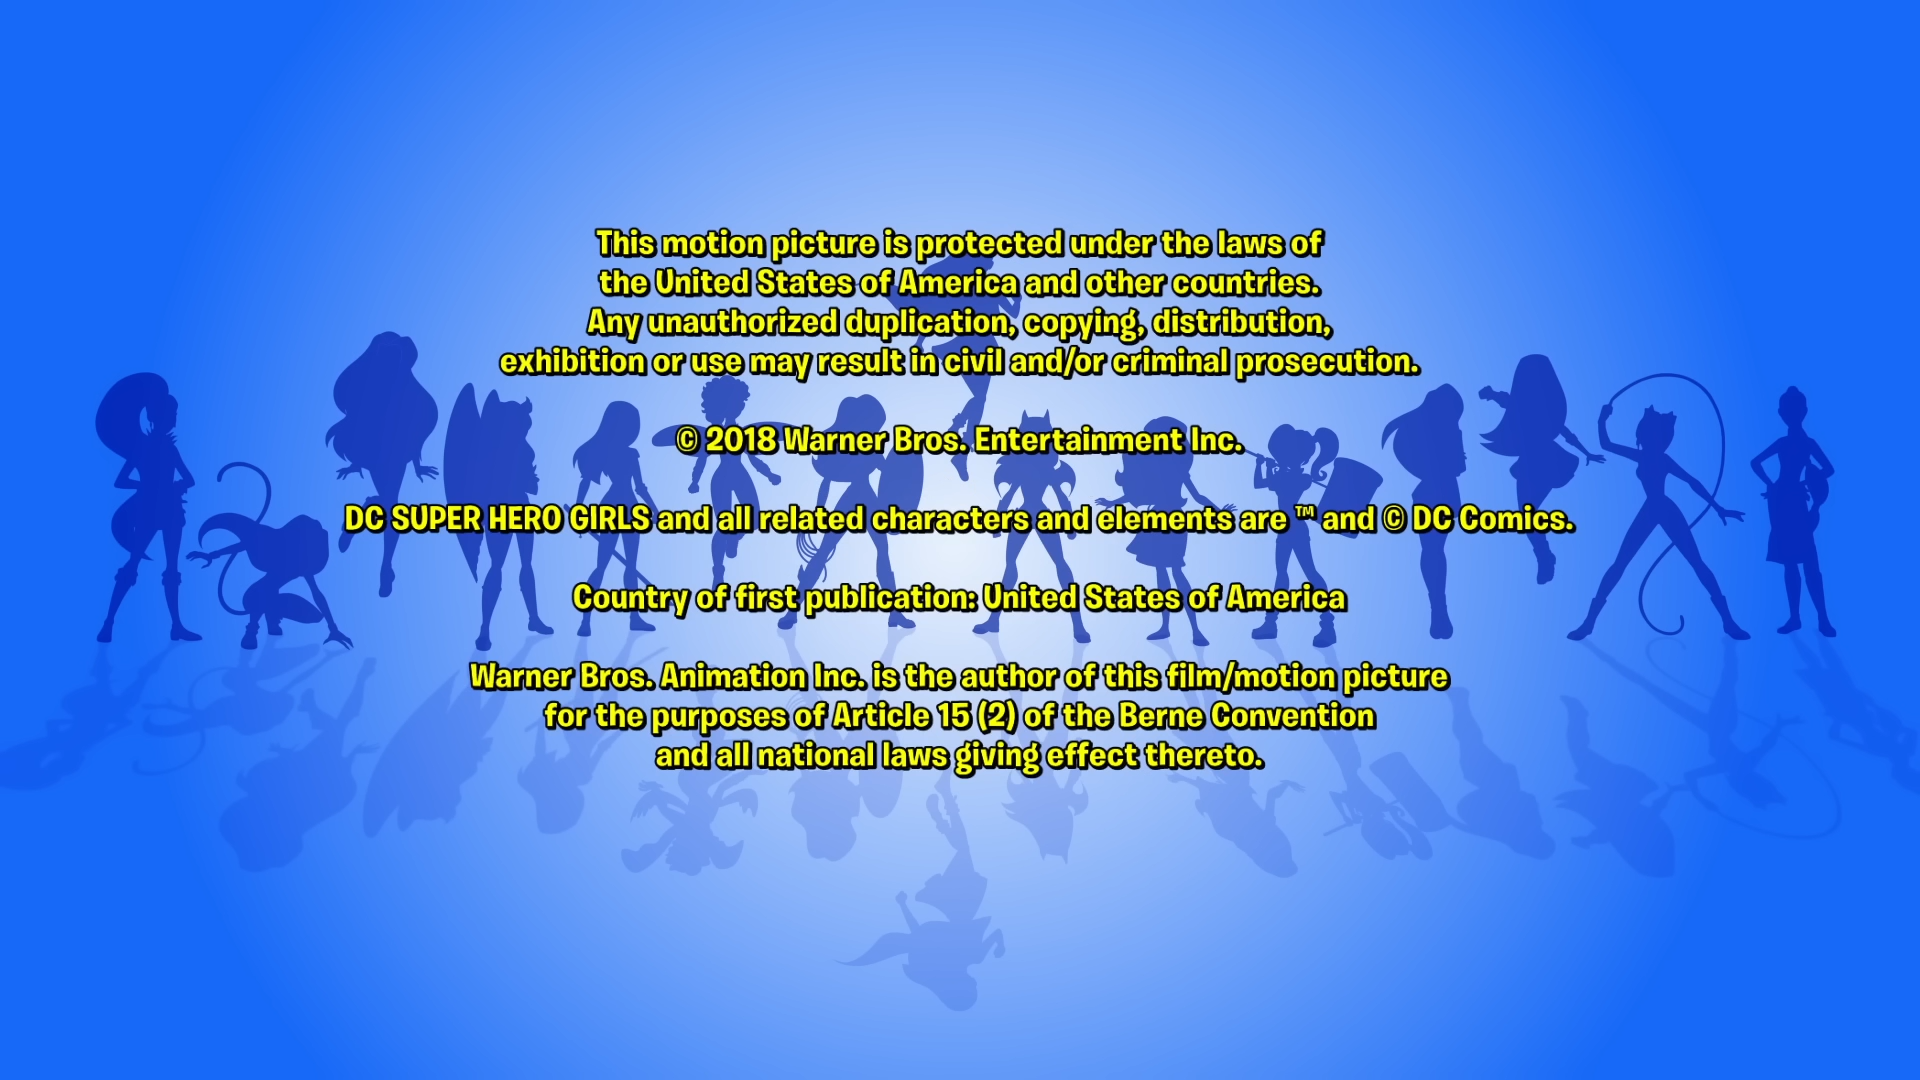 This motion picture is protected under the laws of
the United States of America and other countries.
Any unauthorized duplication, copying, distribution,
exhibition or use may result in civil and/or criminal prosecution.
© 2018 Warner Bros. Entertainment Inc.
DC SUPER HERO GIRLS and all related characters and elements are ™ and © DC Comics.
Country of first publication: United States of America
Warner Bros. Animation Inc. is the author of this film/motion picture
for the purposes of Article 15 (2) of the Berne Convention
and all national laws giving effect thereto.